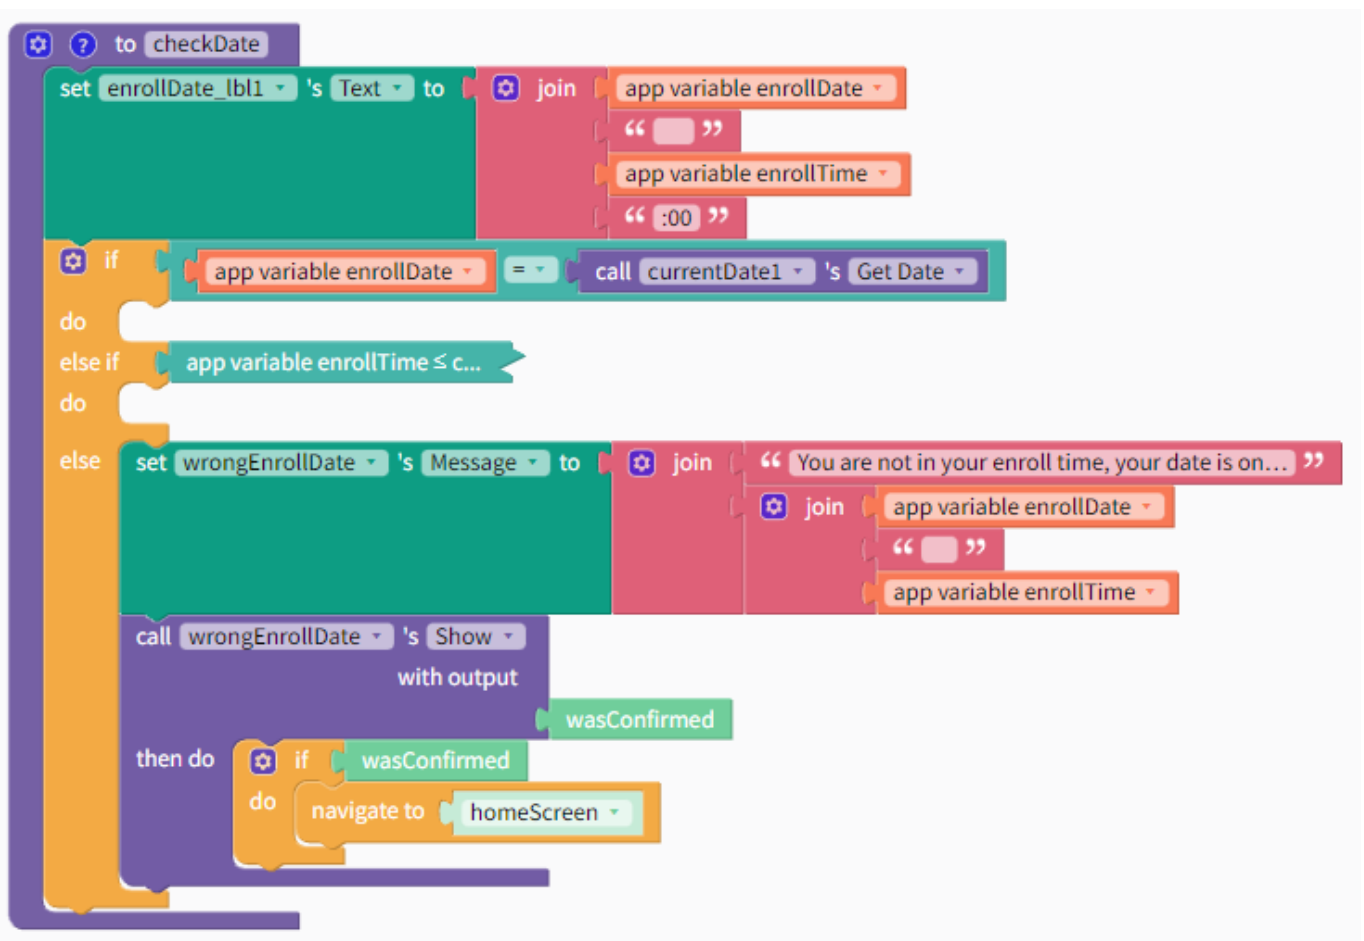 ? to checkDate
set enrollDate_lbl1 's Text to join app variable enrollDate
“ ”
app variable enrollTime
“ :00 ”
if app variable enrollDate = call currentDate1 's Get Date
do
else if app variable enrollTime ≤ c...
do
else set wrongEnrollDate 's Message to join “ You are not in your enroll time, your date is on... ”
join app variable enrollDate
“ ”
app variable enrollTime
call wrongEnrollDate 's Show
with output
wasConfirmed
then do if wasConfirmed
do navigate to homeScreen